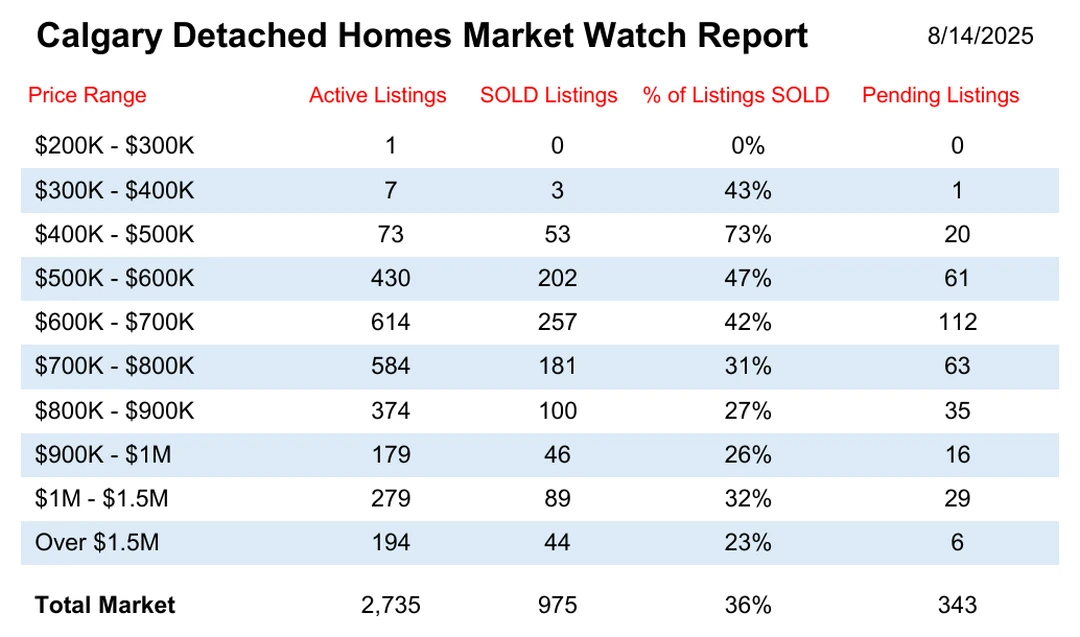 Calgary Detached Homes Market Watch Report 8/14/2025
Price Range Active Listings SOLD Listings % of Listings SOLD Pending Listings
$200K - $300K 1 0 0% 0
$300K - $400K 7 3 43% 1
$400K - $500K 73 53 73% 20
$500K - $600K 430 202 47% 61
$600K - $700K 614 257 42% 112
$700K - $800K 584 181 31% 63
$800K - $900K 374 100 27% 35
$900K - $1M 179 46 26% 16
$1M - $1.5M 279 89 32% 29
Over $1.5M 194 44 23% 6
Total Market 2,735 975 36% 343